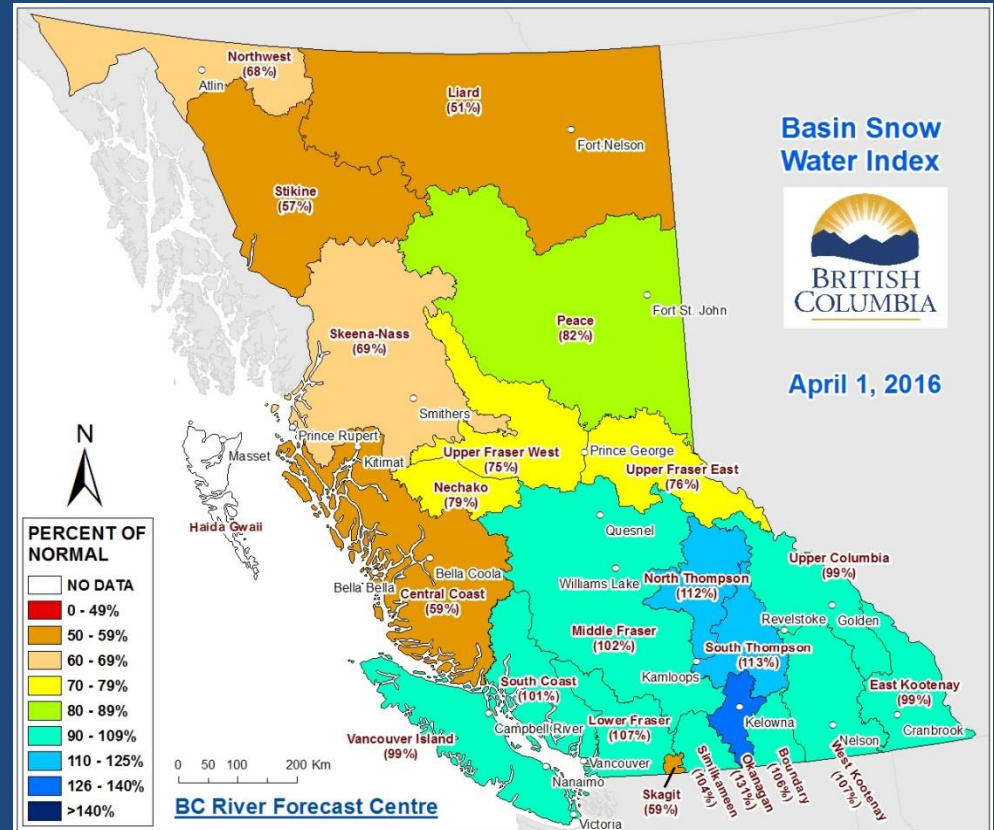 Basin Snow
Water Index
BRITISH
COLUMBIA
April 1, 2016
Northwest
(68%)
Atlin
Liard
(51%)
Fort Nelson
Stikine
(57%)
Peace
(82%)
Fort St. John
Skeena-Nass
(69%)
Smithers
Prince Rupert
Kitimat
Masset
Haida Gwaii
Upper Fraser West
(75%)
Prince George
Upper Fraser East
(76%)
Nechako
(79%)
Quesnel
Bella Coola
Bella Bella
Central Coast
(59%)
Williams Lake
North Thompson
(112%)
Upper Columbia
(99%)
Golden
Revelstoke
Middle Fraser
(102%)
South Thompson
(113%)
Kamloops
South Coast
(101%)
East Kootenay
(99%)
Cranbrook
Campbell River
Lower Fraser
(107%)
Kelowna
Nelson
Vancouver Island
(99%)
Vancouver
Nanaimo
Victoria
Skagit
(59%)
Similkameen
(104%)
Okanagan
(131%)
Boundary
(106%)
West Kootenay
(107%)
N
PERCENT OF
NORMAL
NO DATA
0 - 49%
50 - 59%
60 - 69%
70 - 79%
80 - 89%
90 - 109%
110 - 125%
126 - 140%
>140%
0 50 100 200 Km
BC River Forecast Centre